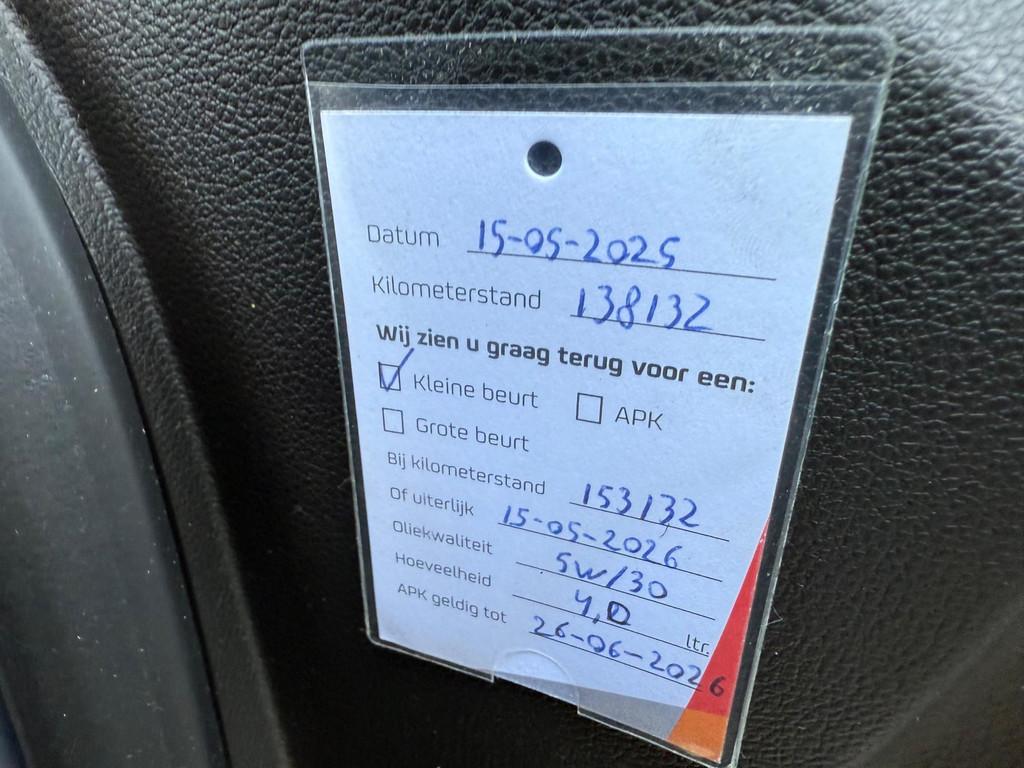 Datum 15-05-2025
Kilometerstand 138132
Wij zien u graag terug voor een:
Kleine beurt APK
Grote beurt
Bij kilometerstand 153132
Of uiterlijk 15-05-2026
Oliekwaliteit 5W/30
Hoeveelheid 4,0 ltr.
APK geldig tot 26-06-2026